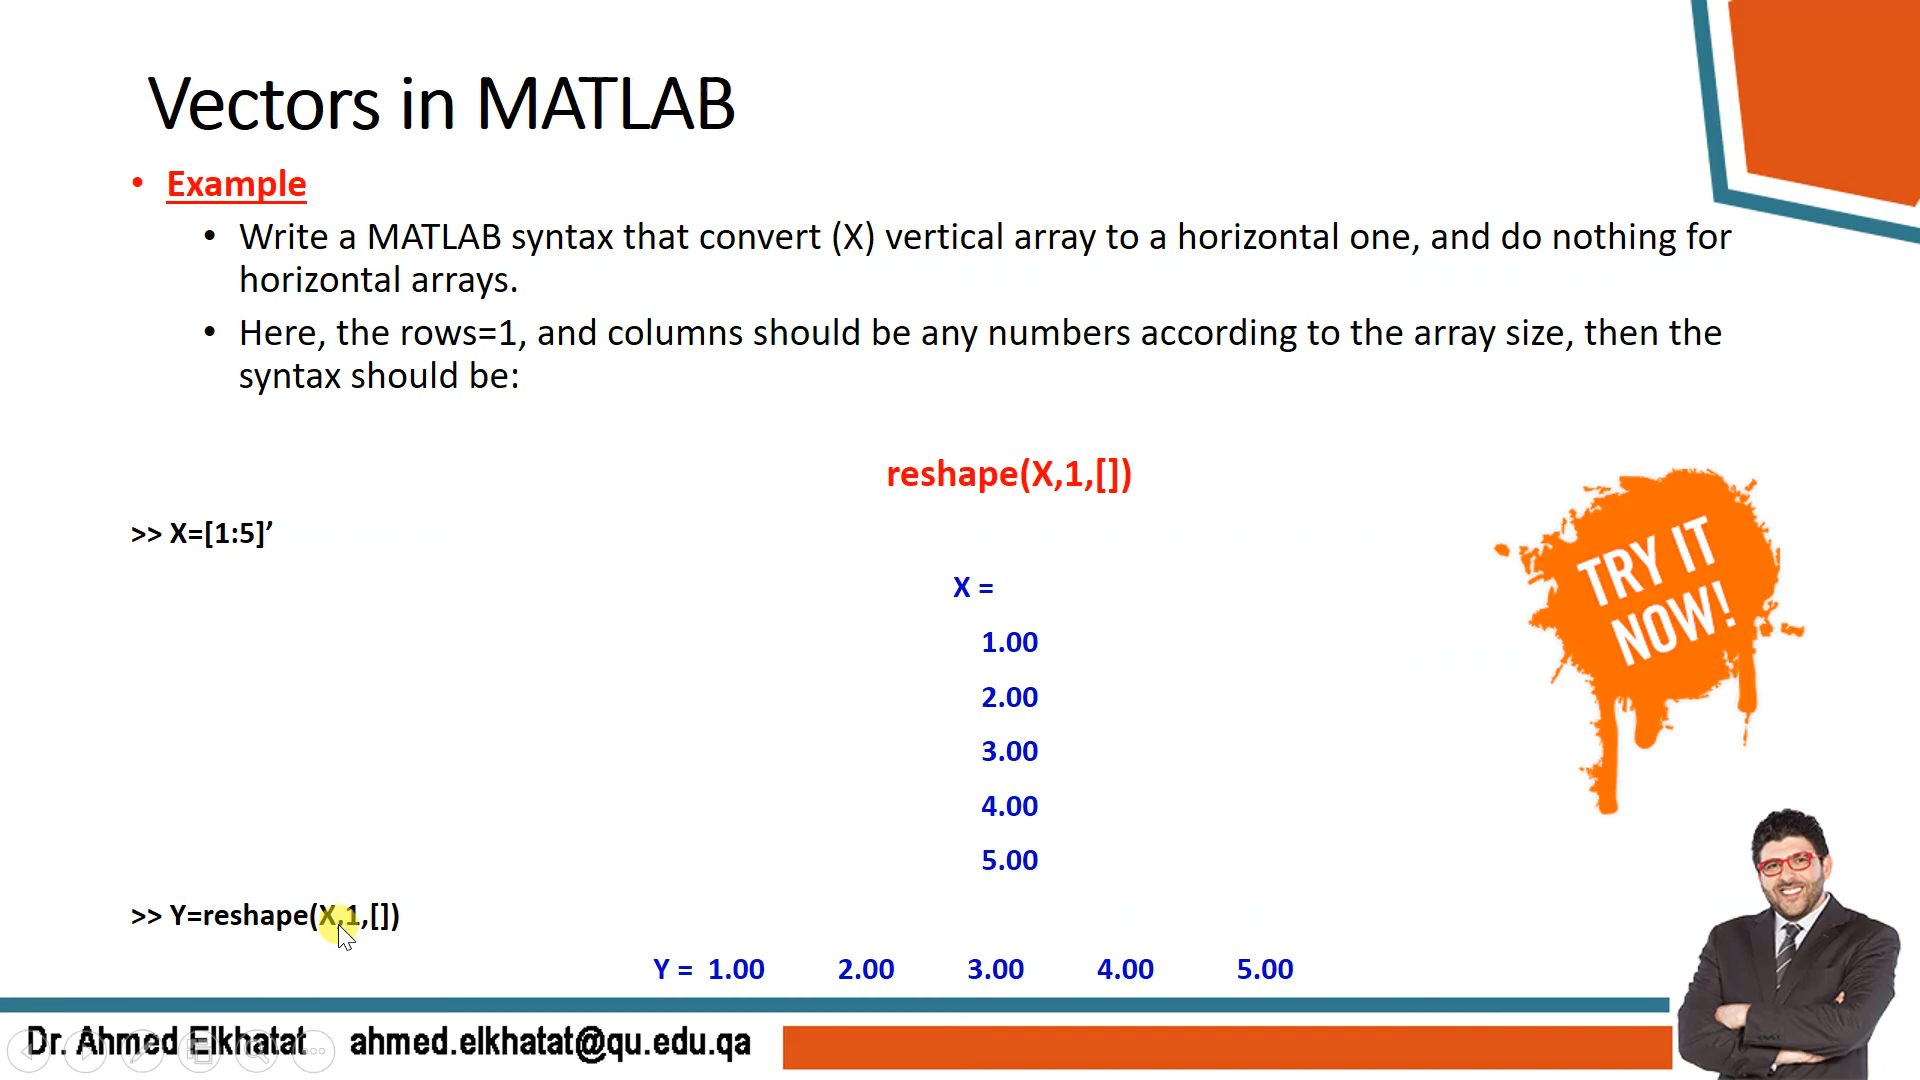 Vectors in MATLAB
• Example
• Write a MATLAB syntax that convert (X) vertical array to a horizontal one, and do nothing for
horizontal arrays.
• Here, the rows=1, and columns should be any numbers according to the array size, then the
syntax should be:
reshape(X,1,[])
>> X=[1:5]’
X =
1.00
2.00
3.00
4.00
5.00
>> Y=reshape(X,1,[])
Y = 1.00 2.00 3.00 4.00 5.00
TRY IT
NOW!
Dr. Ahmed Elkhatat ahmed.elkhatat@qu.edu.qa